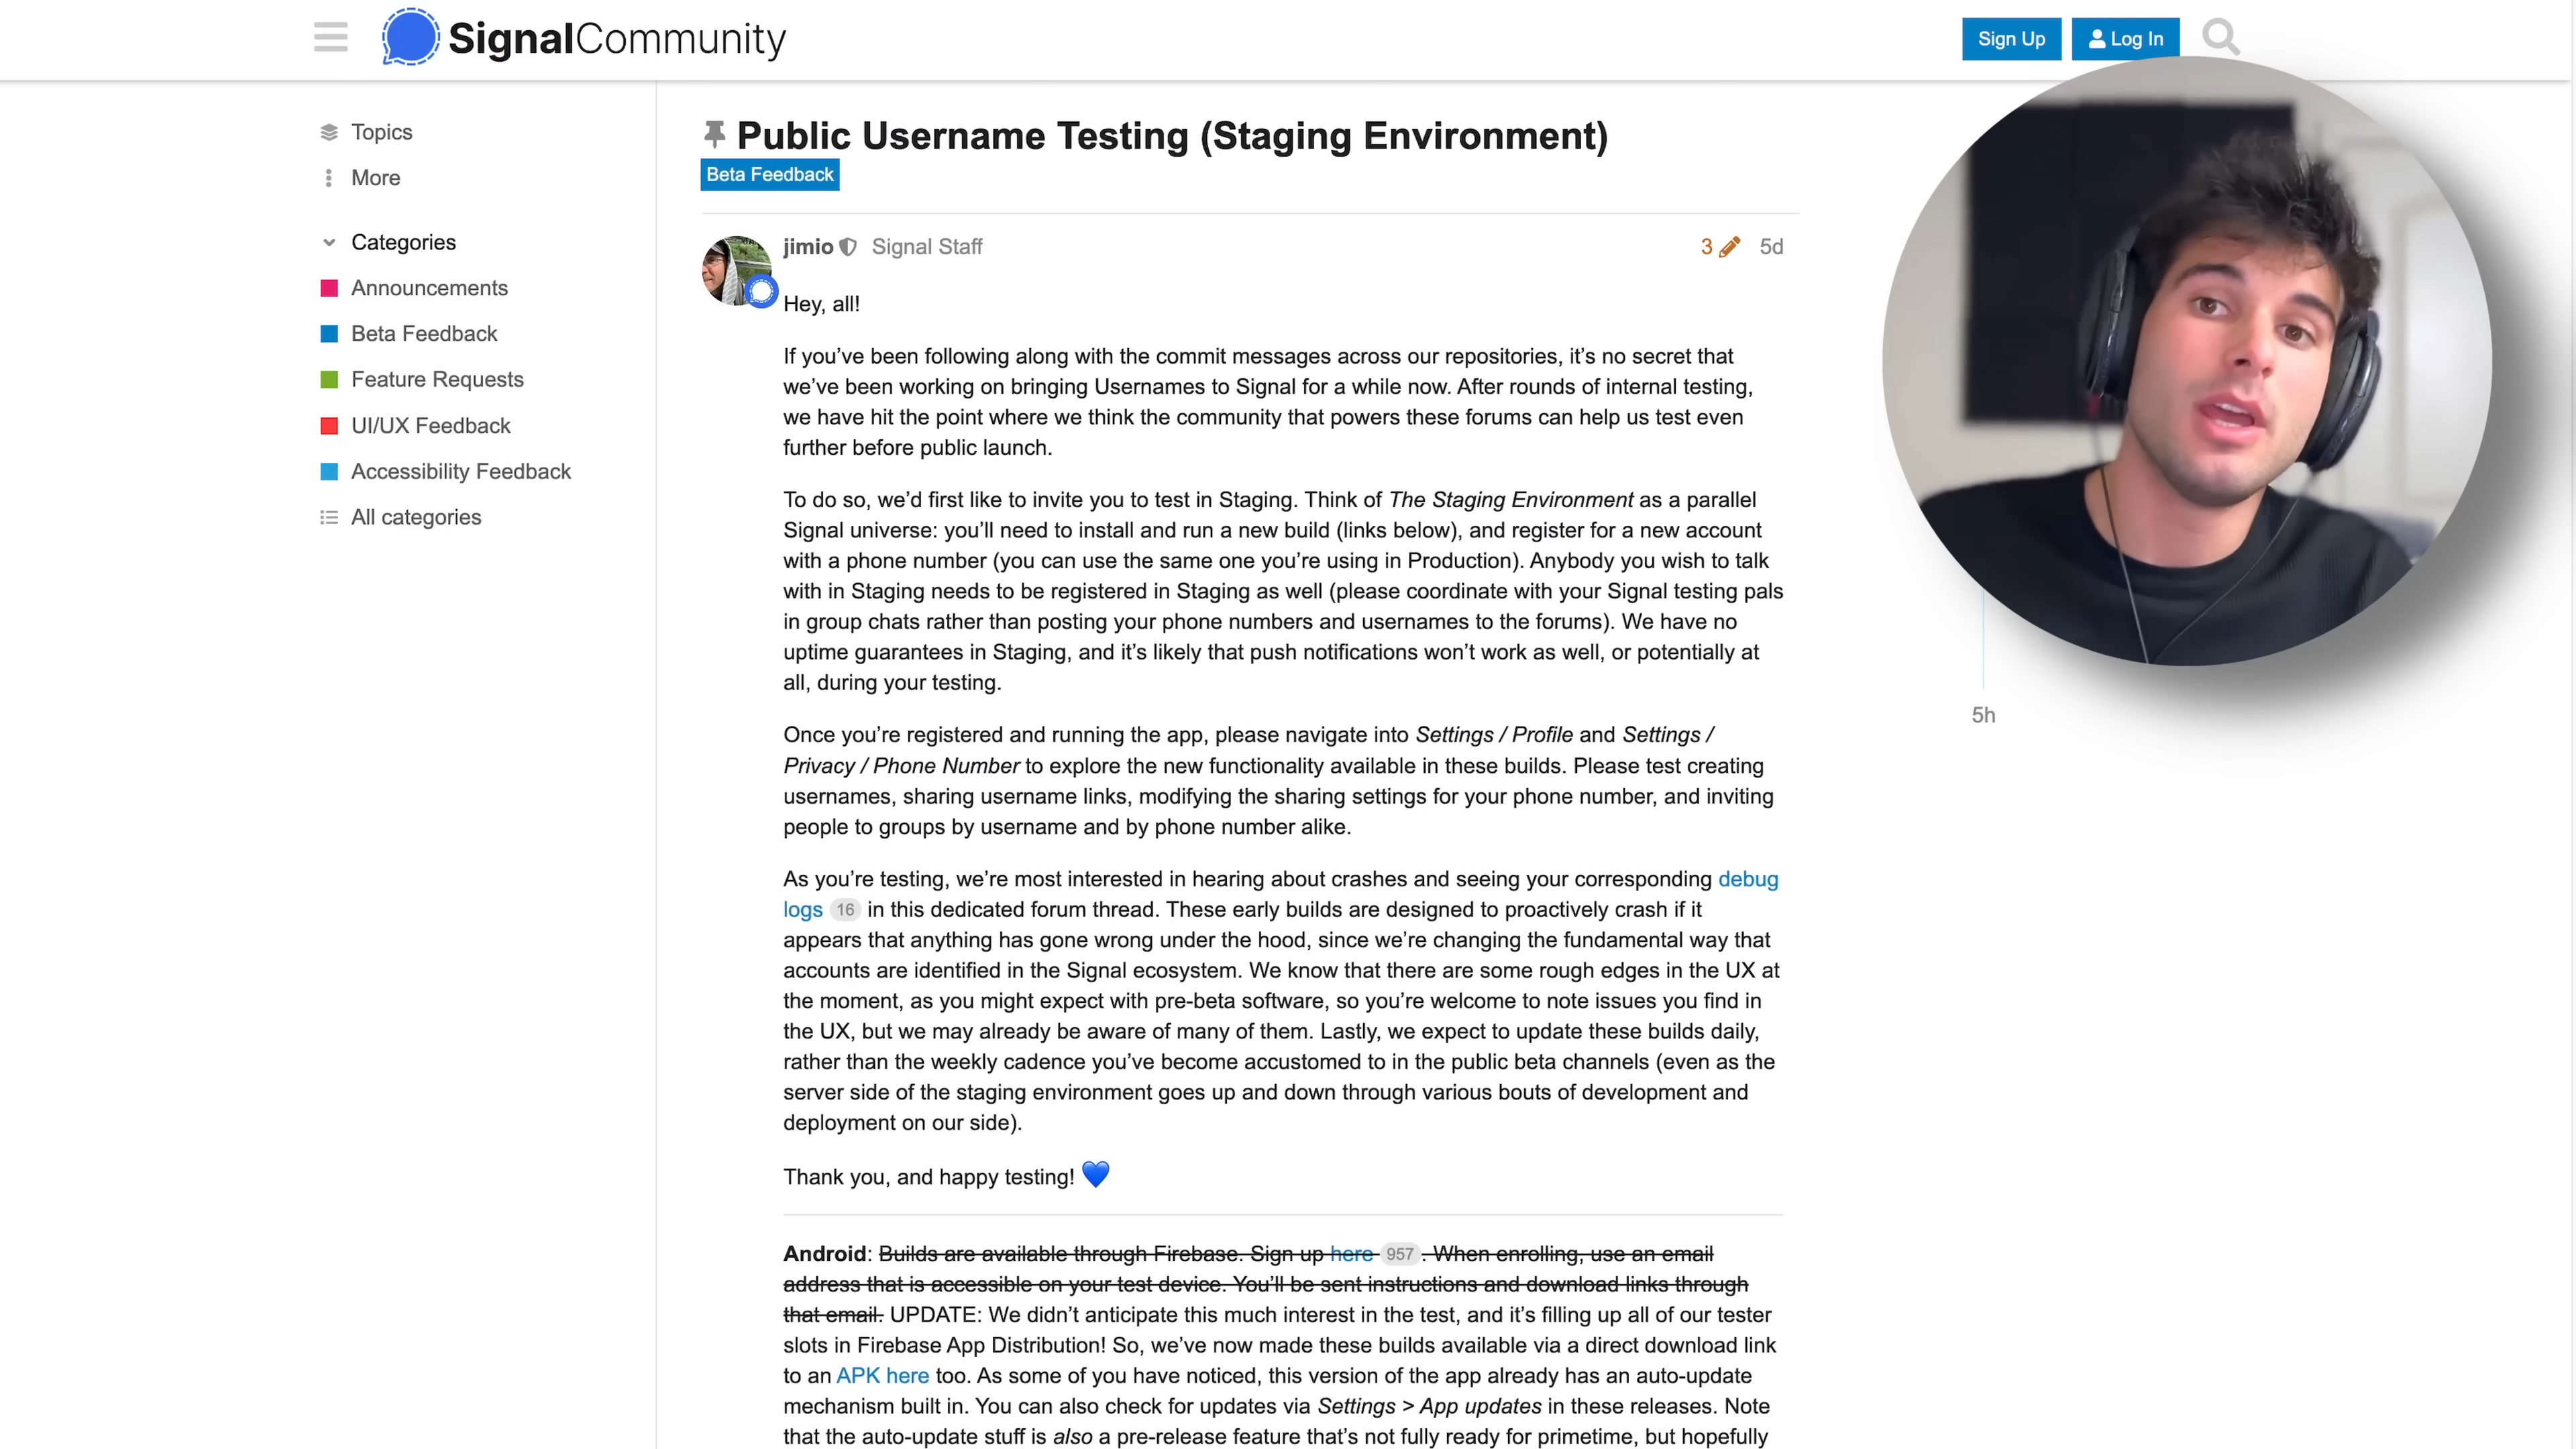 SignalCommunity
Sign Up
Log In
Topics
More
Categories
Announcements
Beta Feedback
Feature Requests
UI/UX Feedback
Accessibility Feedback
All categories
Public Username Testing (Staging Environment)
Beta Feedback
jimio Signal Staff
3 5d
Hey, all!
If you’ve been following along with the commit messages across our repositories, it’s no secret that
we’ve been working on bringing Usernames to Signal for a while now. After rounds of internal testing,
we have hit the point where we think the community that powers these forums can help us test even
further before public launch.
To do so, we’d first like to invite you to test in Staging. Think of The Staging Environment as a parallel
Signal universe: you’ll need to install and run a new build (links below), and register for a new account
with a phone number (you can use the same one you’re using in Production). Anybody you wish to talk
with in Staging needs to be registered in Staging as well (please coordinate with your Signal testing pals
in group chats rather than posting your phone numbers and usernames to the forums). We have no
uptime guarantees in Staging, and it’s likely that push notifications won’t work as well, or potentially at
all, during your testing.
Once you’re registered and running the app, please navigate into Settings / Profile and Settings /
Privacy / Phone Number to explore the new functionality available in these builds. Please test creating
usernames, sharing username links, modifying the sharing settings for your phone number, and inviting
people to groups by username and by phone number alike.
As you’re testing, we’re most interested in hearing about crashes and seeing your corresponding debug
logs 16 in this dedicated forum thread. These early builds are designed to proactively crash if it
appears that anything has gone wrong under the hood, since we’re changing the fundamental way that
accounts are identified in the Signal ecosystem. We know that there are some rough edges in the UX at
the moment, as you might expect with pre-beta software, so you’re welcome to note issues you find in
the UX, but we may already be aware of many of them. Lastly, we expect to update these builds daily,
rather than the weekly cadence you’ve become accustomed to in the public beta channels (even as the
server side of the staging environment goes up and down through various bouts of development and
deployment on our side).
Thank you, and happy testing! 💙
Android: Builds are available through Firebase. Sign up here 957 . When enrolling, use an email
address that is accessible on your test device. You’ll be sent instructions and download links through
that email. UPDATE: We didn’t anticipate this much interest in the test, and it’s filling up all of our tester
slots in Firebase App Distribution! So, we’ve now made these builds available via a direct download link
to an APK here too. As some of you have noticed, this version of the app already has an auto-update
mechanism built in. You can also check for updates via Settings > App updates in these releases. Note
that the auto-update stuff is also a pre-release feature that’s not fully ready for primetime, but hopefully
5h